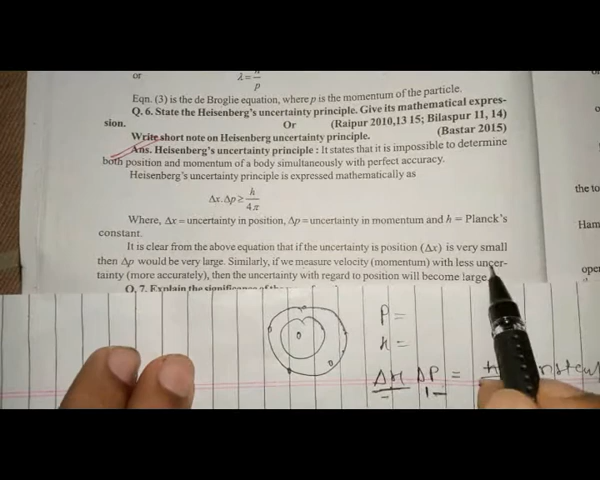 or λ = h/p
Eqn. (3) is the de Broglie equation, where p is the momentum of the particle.
Q. 6. State the Heisenberg's uncertainty principle. Give its mathematical expres-
sion. (Raipur 2010,13 15; Bilaspur 11, 14)
Or
Write short note on Heisenberg uncertainty principle. (Bastar 2015)
Ans. Heisenberg's uncertainty principle : It states that it is impossible to determine
both position and momentum of a body simultaneously with perfect accuracy.
Heisenberg's uncertainty principle is expressed mathematically as
Δx.Δp ≥ h/4π
Where, Δx = uncertainty in position, Δp = uncertainty in momentum and h = Planck's
constant.
It is clear from the above equation that if the uncertainty is position (Δx) is very small
then Δp would be very large. Similarly, if we measure velocity (momentum) with less uncer-
tainty (more accurately), then the uncertainty with regard to position will become large.
Q. 7. Explain the
the to
Ham
oper
P =
x =
Δx ΔP =